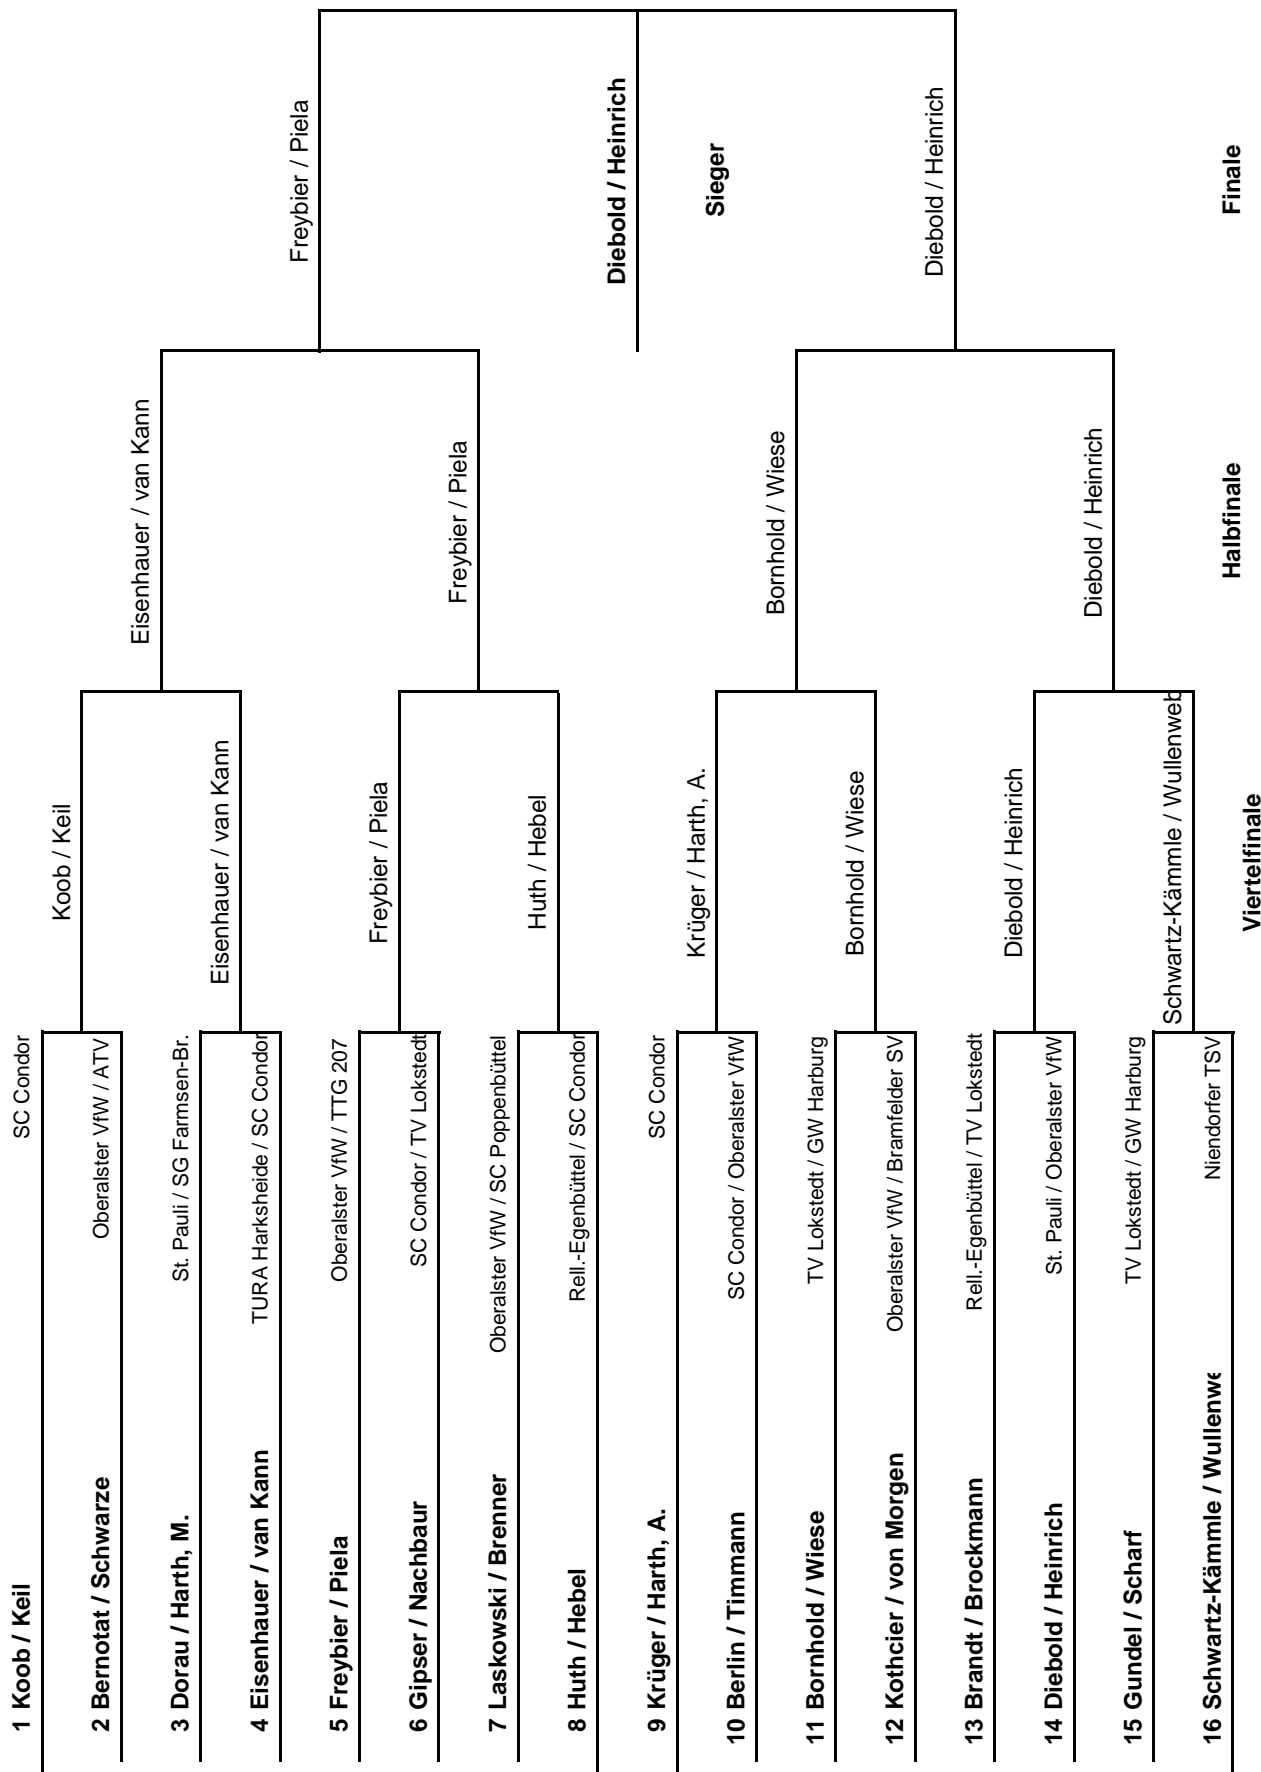 1 Koob / Keil SC Condor
2 Bernotat / Schwarze Oberalster VfW / ATV
3 Dorau / Harth, M. St. Pauli / SG Farmsen-Br.
4 Eisenhauer / van Kann TURA Harksheide / SC Condor
5 Freybier / Piela Oberalster VfW / TTG 207
6 Gipser / Nachbaur SC Condor / TV Lokstedt
7 Laskowski / Brenner Oberalster VfW / SC Poppenbüttel
8 Huth / Hebel Rell.-Egenbüttel / SC Condor
9 Krüger / Harth, A. SC Condor
10 Berlin / Timmann SC Condor / Oberalster VfW
11 Bornhold / Wiese TV Lokstedt / GW Harburg
12 Kothcier / von Morgen Oberalster VfW / Bramfelder SV
13 Brandt / Brockmann Rell.-Egenbüttel / TV Lokstedt
14 Diebold / Heinrich St. Pauli / Oberalster VfW
15 Gundel / Scharf TV Lokstedt / GW Harburg
16 Schwartz-Kämmle / Wullenwe Niendorfer TSV
Koob / Keil
Eisenhauer / van Kann
Freybier / Piela
Huth / Hebel
Krüger / Harth, A.
Bornhold / Wiese
Diebold / Heinrich
Schwartz-Kämmle / Wullenweb
Viertelfinale
Eisenhauer / van Kann
Freybier / Piela
Bornhold / Wiese
Diebold / Heinrich
Halbfinale
Freybier / Piela
Diebold / Heinrich
Sieger
Diebold / Heinrich
Finale